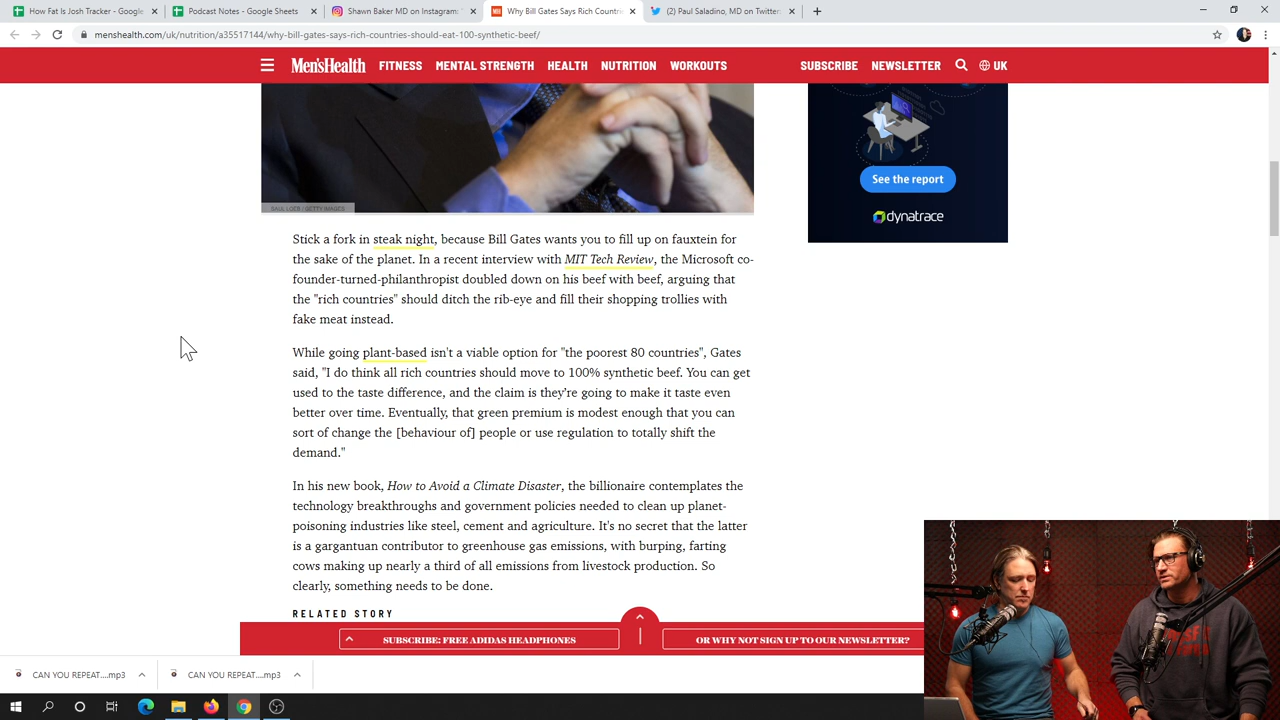 How Fat Is Josh Tracker - Google
Podcast Notes - Google Sheets
Shawn Baker MD on Instagram:
Why Bill Gates Says Rich Countri
(2) Paul Saladino, MD on Twitter:
menshealth.com/uk/nutrition/a35517144/why-bill-gates-says-rich-countries-should-eat-100-synthetic-beef/
Men'sHealth FITNESS MENTAL STRENGTH HEALTH NUTRITION WORKOUTS SUBSCRIBE NEWSLETTER UK
See the report
dynatrace
SAUL LOEB / GETTY IMAGES
Stick a fork in steak night, because Bill Gates wants you to fill up on fauxtein for
the sake of the planet. In a recent interview with MIT Tech Review, the Microsoft co-
founder-turned-philanthropist doubled down on his beef with beef, arguing that
the "rich countries" should ditch the rib-eye and fill their shopping trollies with
fake meat instead.
While going plant-based isn't a viable option for "the poorest 80 countries", Gates
said, "I do think all rich countries should move to 100% synthetic beef. You can get
used to the taste difference, and the claim is they're going to make it taste even
better over time. Eventually, that green premium is modest enough that you can
sort of change the [behaviour of] people or use regulation to totally shift the
demand."
In his new book, How to Avoid a Climate Disaster, the billionaire contemplates the
technology breakthroughs and government policies needed to clean up planet-
poisoning industries like steel, cement and agriculture. It's no secret that the latter
is a gargantuan contributor to greenhouse gas emissions, with burping, farting
cows making up nearly a third of all emissions from livestock production. So
clearly, something needs to be done.
RELATED STORY
SUBSCRIBE: FREE ADIDAS HEADPHONES
OR WHY NOT SIGN UP TO OUR NEWSLETTER?
CAN YOU REPEAT....mp3
CAN YOU REPEAT....mp3